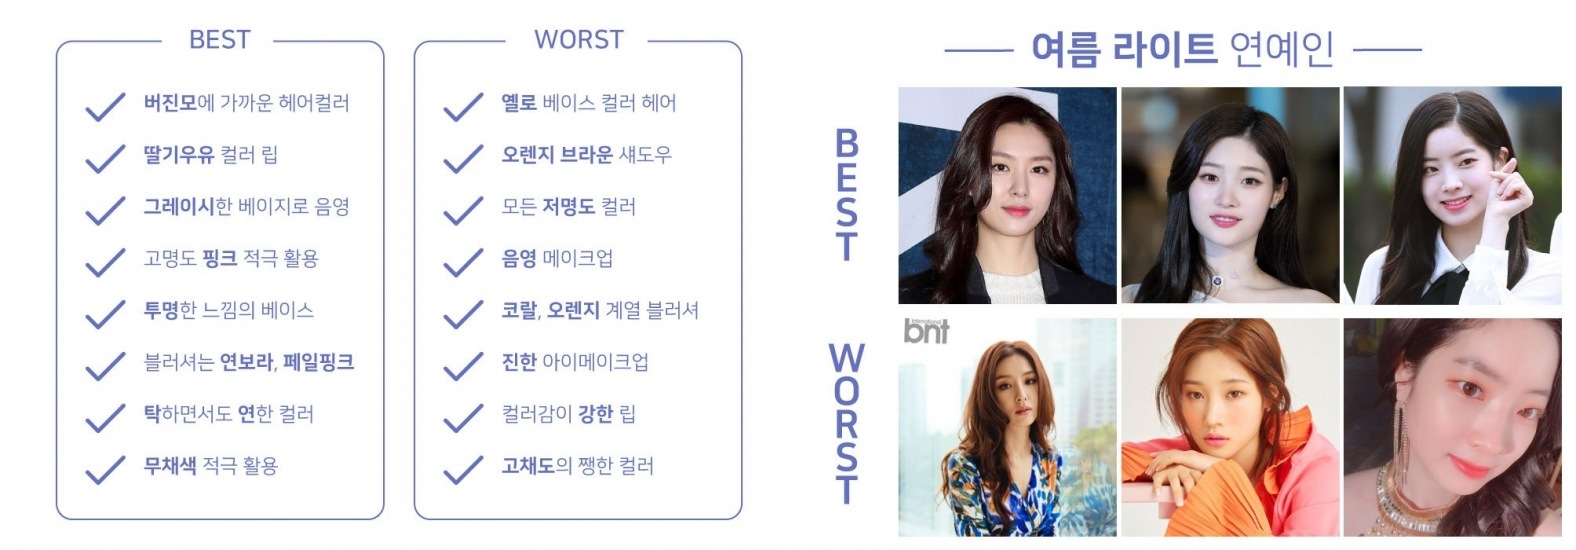 BEST
버진모에 가까운 헤어컬러
딸기우유 컬러 립
그레이시한 베이지로 음영
고명도 핑크 적극 활용
투명한 느낌의 베이스
블러셔는 연보라, 페일핑크
탁하면서도 연한 컬러
무채색 적극 활용
WORST
옐로 베이스 컬러 헤어
오렌지 브라운 섀도우
모든 저명도 컬러
음영 메이크업
코랄, 오렌지 계열 블러셔
진한 아이메이크업
컬러감이 강한 립
고채도의 쨍한 컬러
여름 라이트 연예인
BEST
WORST
international
bnt